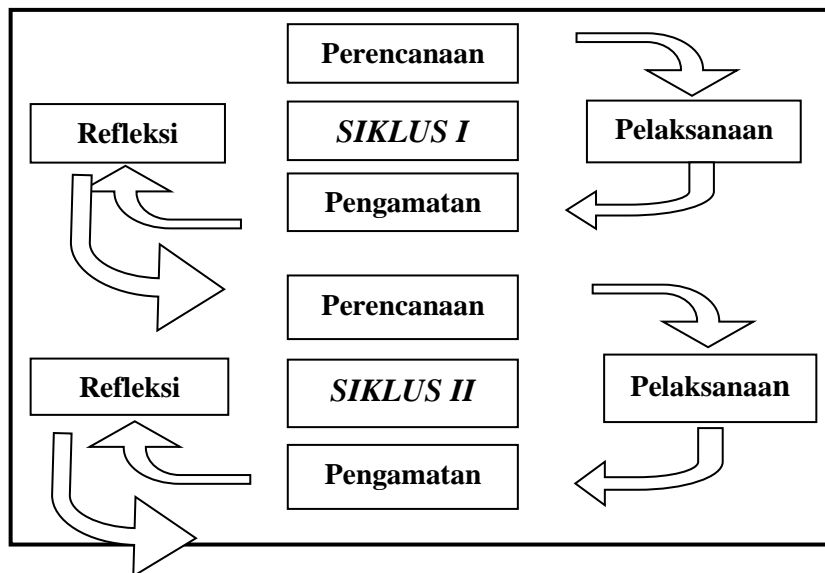 Perencanaan
Refleksi
SIKLUS I
Pelaksanaan
Pengamatan
Perencanaan
Refleksi
SIKLUS II
Pelaksanaan
Pengamatan